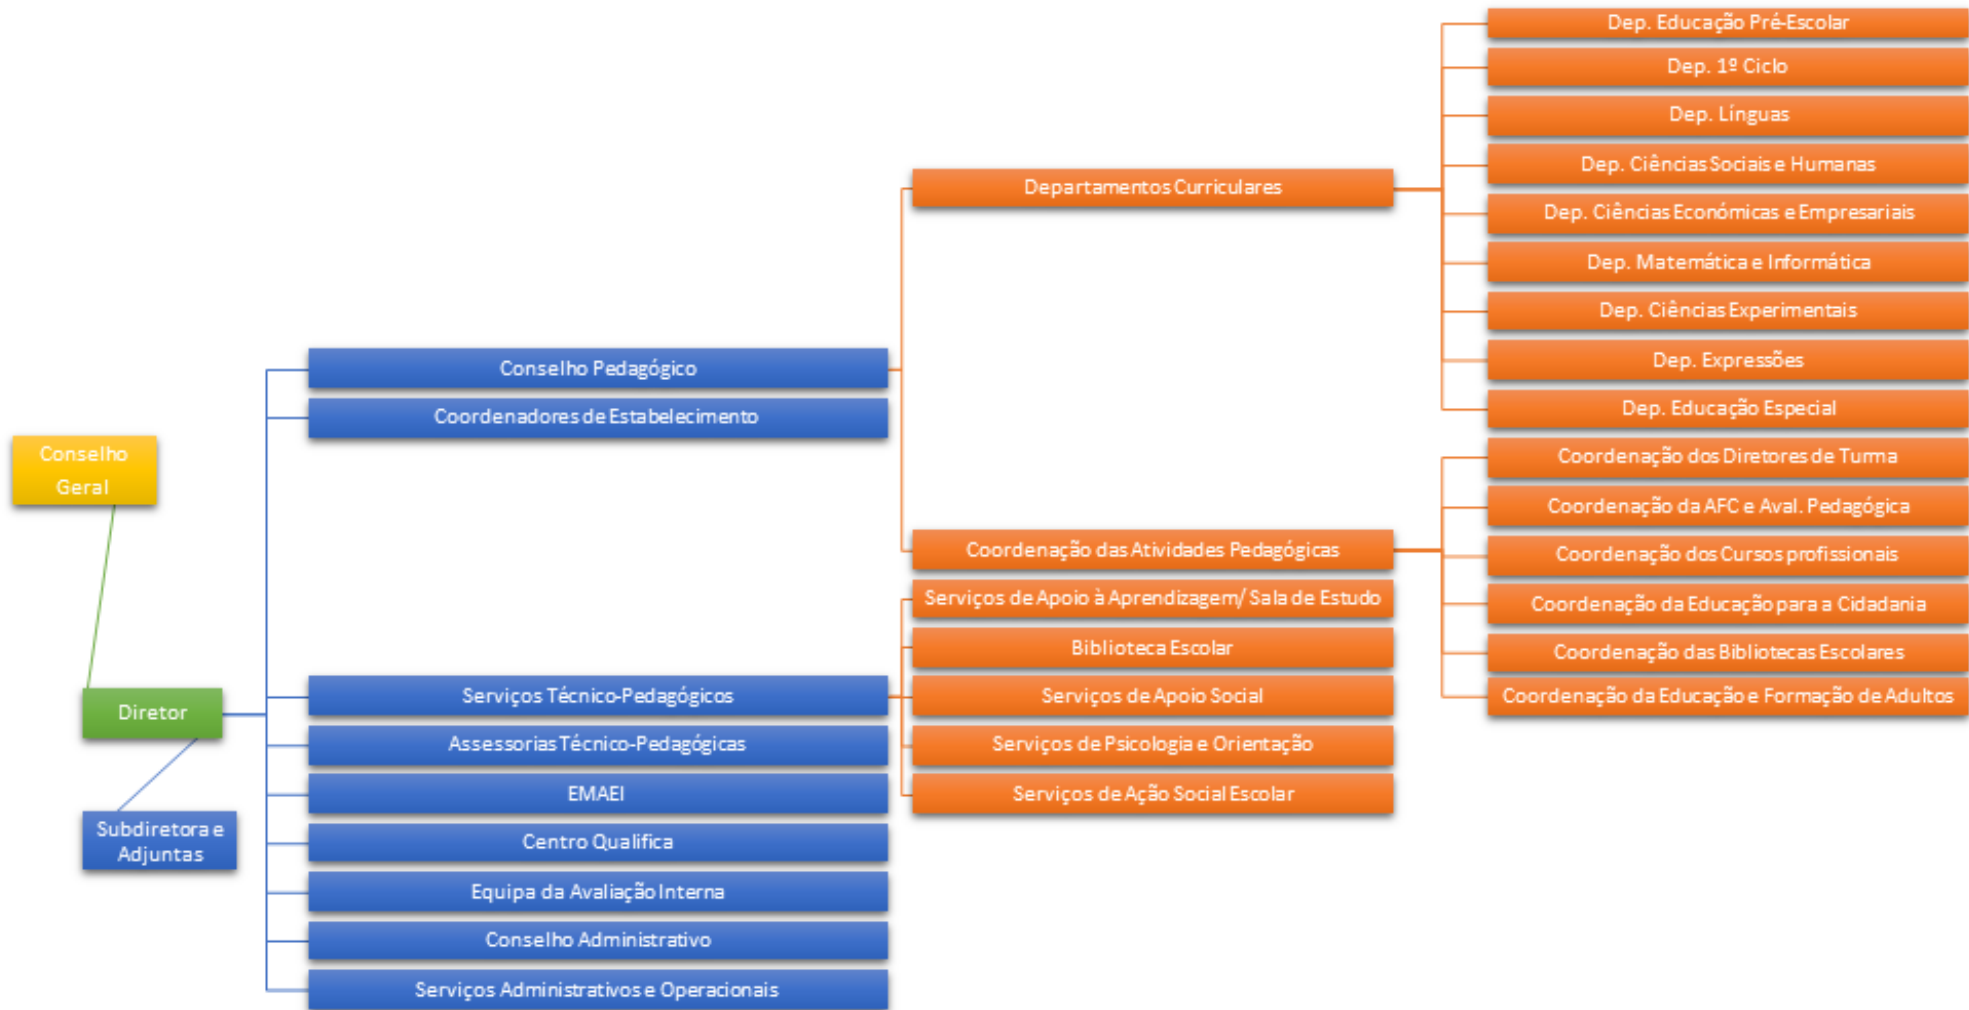 Conselho
Geral
Diretor
Subdiretora e
Adjuntas
Conselho Pedagógico
Coordenadores de Estabelecimento
Serviços Técnico-Pedagógicos
Assessorias Técnico-Pedagógicas
EMAEI
Centro Qualifica
Equipa da Avaliação Interna
Conselho Administrativo
Serviços Administrativos e Operacionais
Departamentos Curriculares
Coordenação das Atividades Pedagógicas
Serviços de Apoio à Aprendizagem/ Sala de Estudo
Biblioteca Escolar
Serviços de Apoio Social
Serviços de Psicologia e Orientação
Serviços de Ação Social Escolar
Dep. Educação Pré-Escolar
Dep. 1º Ciclo
Dep. Línguas
Dep. Ciências Sociais e Humanas
Dep. Ciências Económicas e Empresariais
Dep. Matemática e Informática
Dep. Ciências Experimentais
Dep. Expressões
Dep. Educação Especial
Coordenação dos Diretores de Turma
Coordenação da AFC e Aval. Pedagógica
Coordenação dos Cursos profissionais
Coordenação da Educação para a Cidadania
Coordenação das Bibliotecas Escolares
Coordenação da Educação e Formação de Adultos